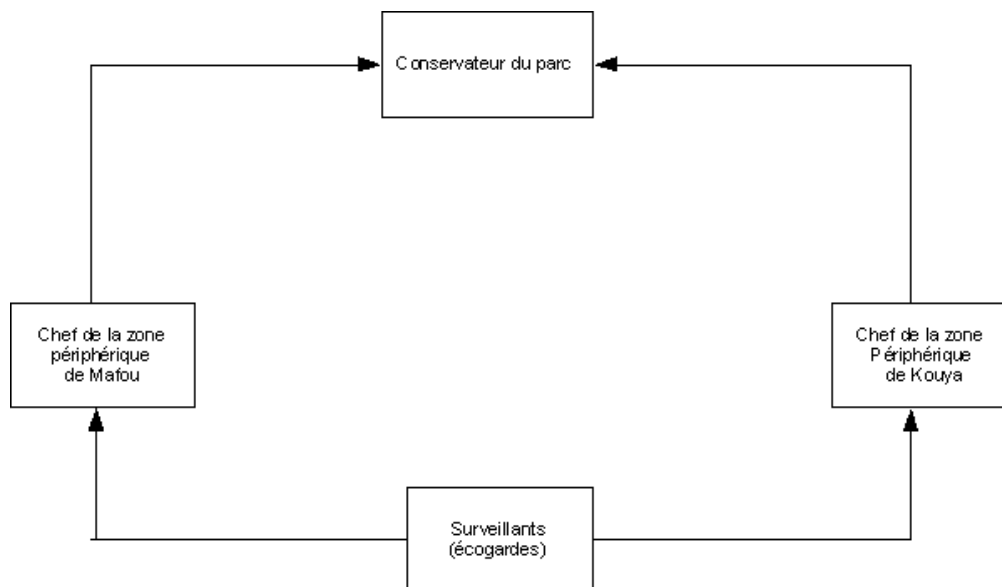 Conservateur du parc
Chef de la zone
périphérique
de Mafou
Chef de la zone
Périphérique
de Kouya
Surveillants
(écogardes)